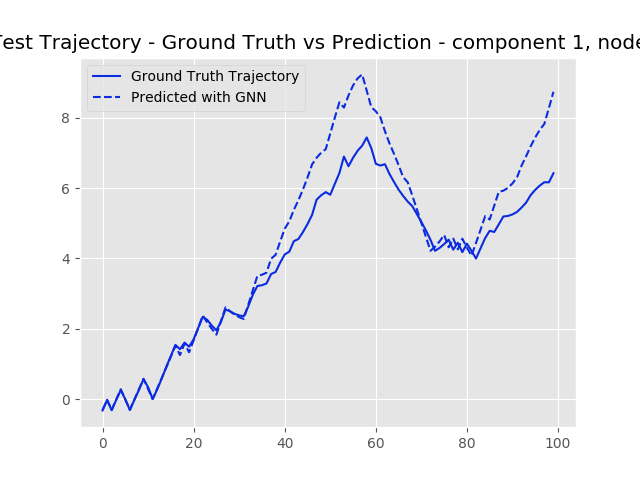 Test Trajectory - Ground Truth vs Prediction - component 1, node
Ground Truth Trajectory
Predicted with GNN
8
6
4
2
0
0 20 40 60 80 100